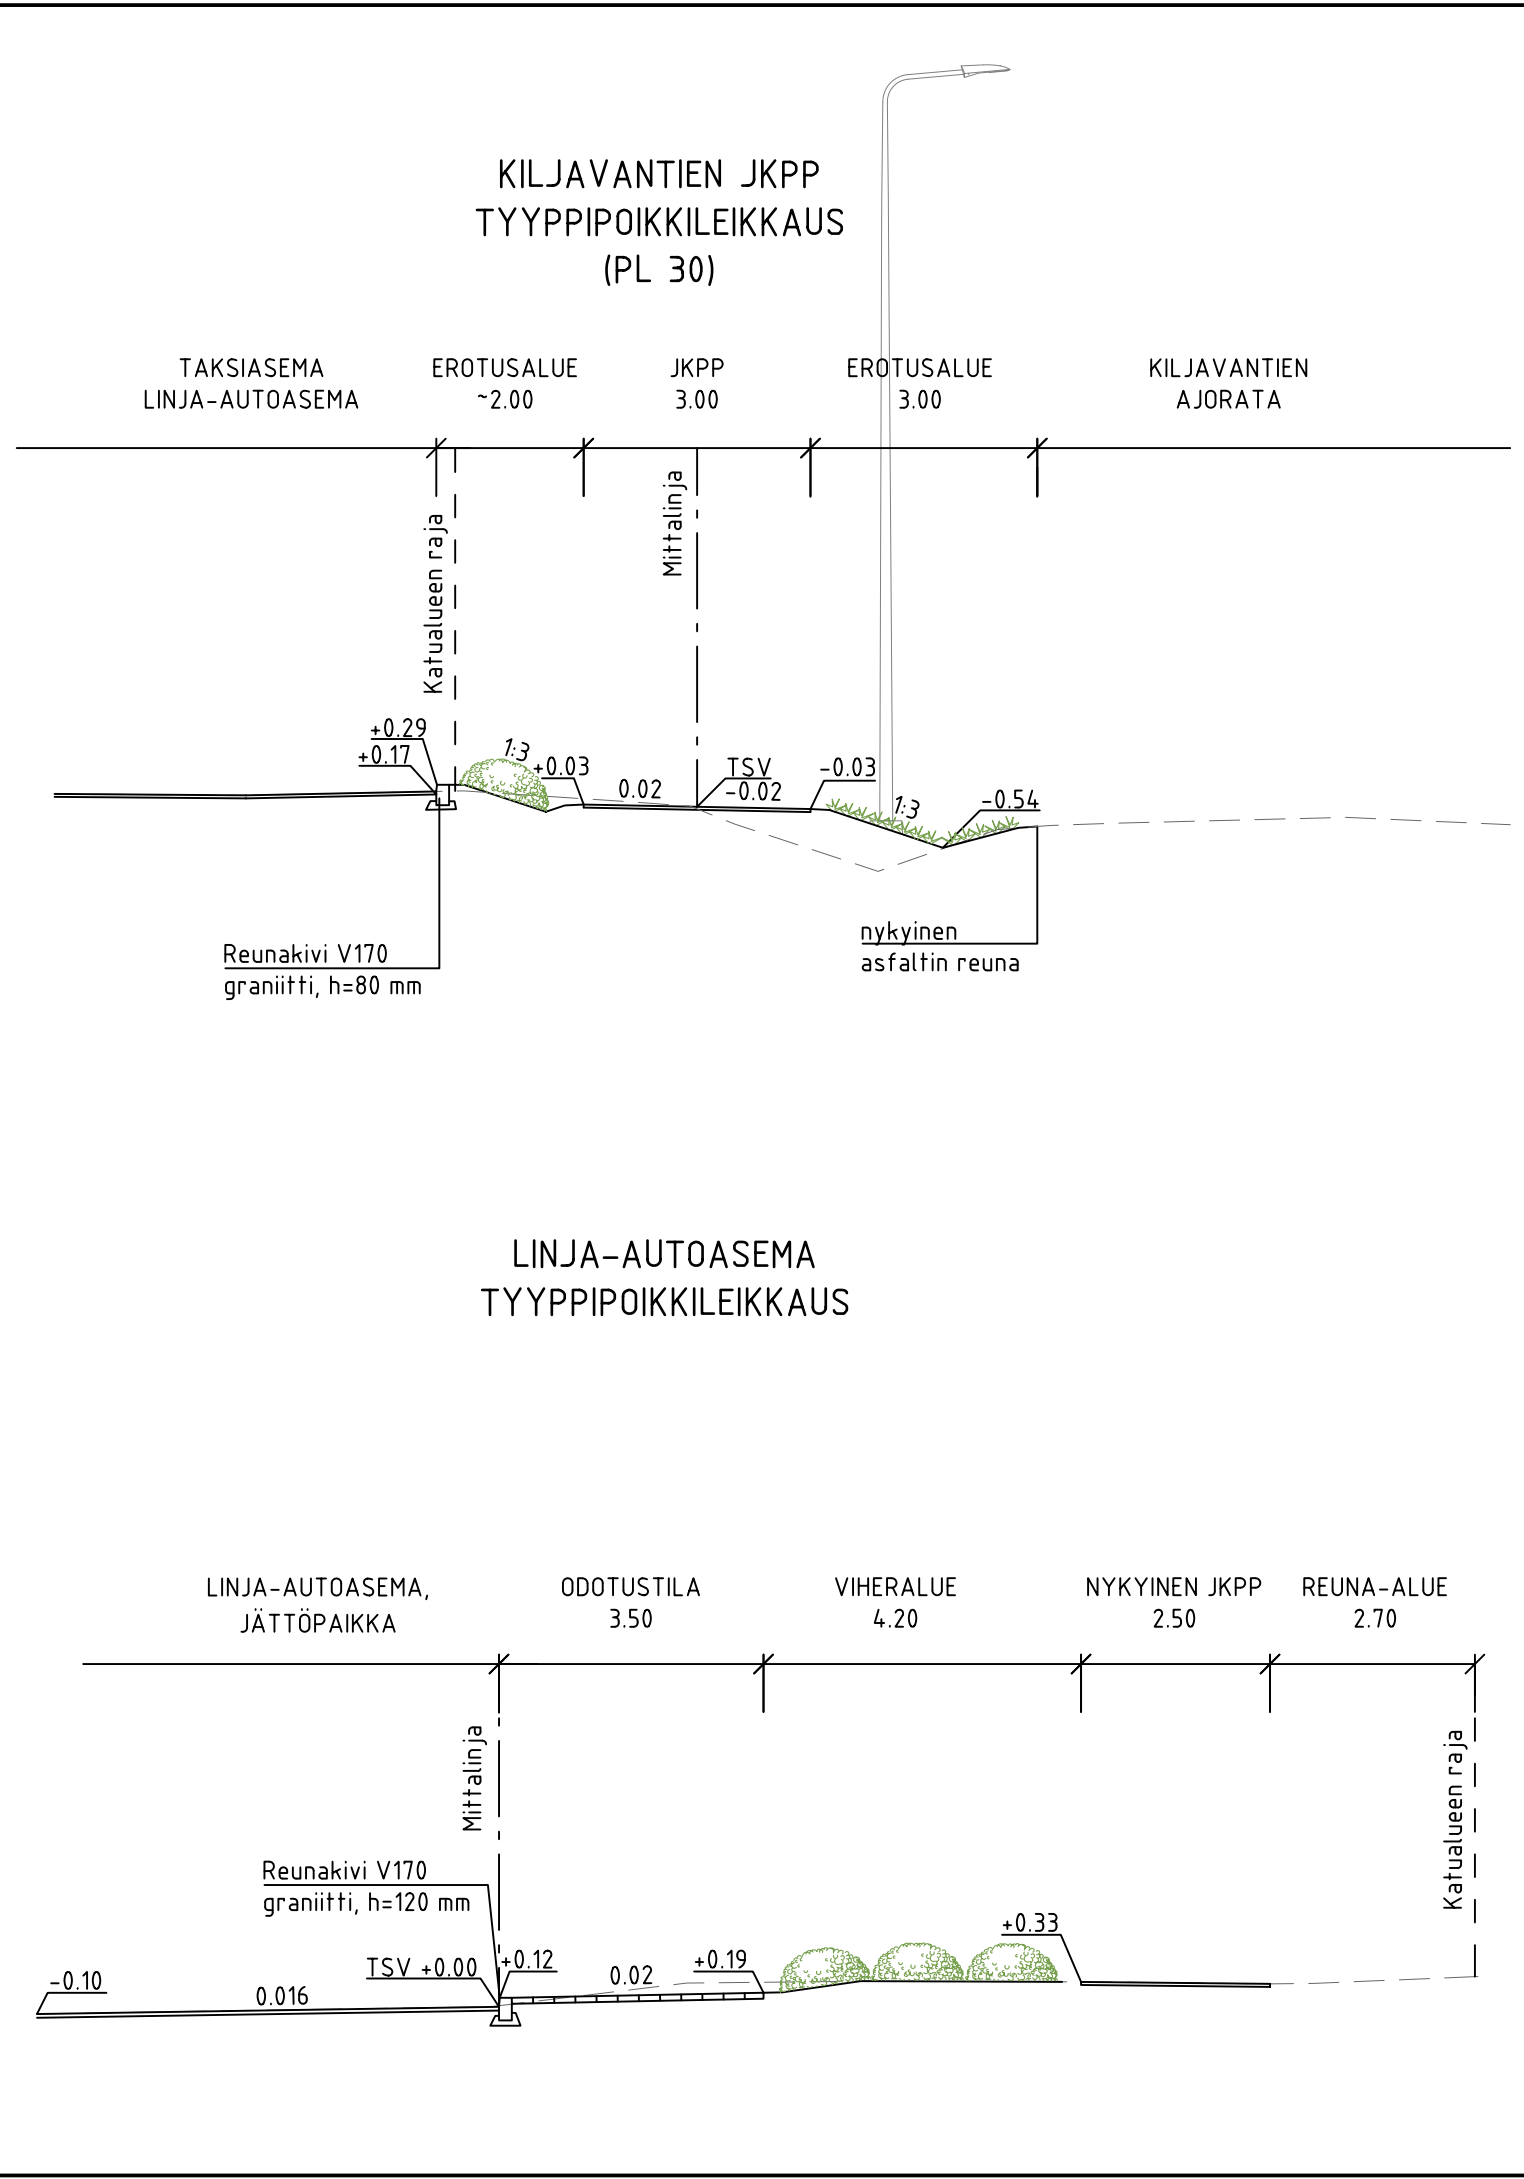 KILJAVANTIEN JKPP
TYYPPIPOIKKILEIKKAUS
(PL 30)
TAKSIASEMA
LINJA-AUTOASEMA
EROTUSALUE
~2.00
JKPP
3.00
EROTUSALUE
3.00
KILJAVANTIEN
AJORATA
Katualueen raja
Mittalinja
+0.29
+0.17
1:3
+0.03
0.02
TSV
-0.02
-0.03
1:3
-0.54
Reunakivi V170
graniitti, h=80 mm
nykyinen
asfaltin reuna
LINJA-AUTOASEMA
TYYPPIPOIKKILEIKKAUS
LINJA-AUTOASEMA,
JÄTTÖPAIKKA
ODOTUSTILA
3.50
VIHERALUE
4.20
NYKYINEN JKPP
2.50
REUNA-ALUE
2.70
Mittalinja
Katualueen raja
Reunakivi V170
graniitti, h=120 mm
-0.10
0.016
TSV +0.00
+0.12
0.02
+0.19
+0.33